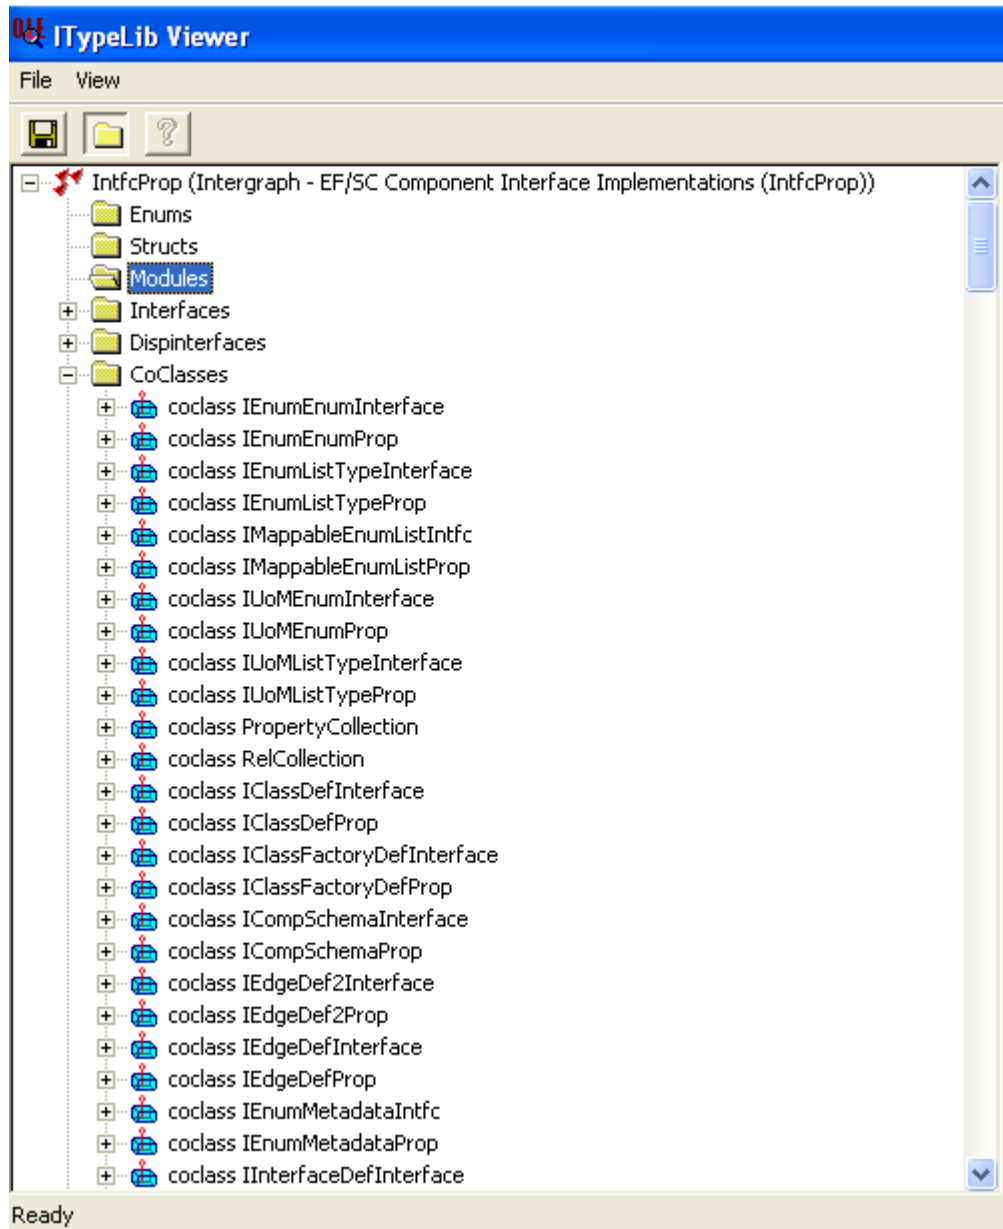 ITypeLib Viewer
File View
IntfcProp (Intergraph - EF/SC Component Interface Implementations (IntfcProp))
Enums
Structs
Modules
Interfaces
Dispinterfaces
CoClasses
coclass IEnumEnumInterface
coclass IEnumEnumProp
coclass IEnumListTypeInterface
coclass IEnumListTypeProp
coclass IMappableEnumListIntfc
coclass IMappableEnumListProp
coclass IUoMEnumInterface
coclass IUoMEnumProp
coclass IUoMListTypeInterface
coclass IUoMListTypeProp
coclass PropertyCollection
coclass RelCollection
coclass IClassDefInterface
coclass IClassDefProp
coclass IClassFactoryDefInterface
coclass IClassFactoryDefProp
coclass ICompSchemaInterface
coclass ICompSchemaProp
coclass IEdgeDef2Interface
coclass IEdgeDef2Prop
coclass IEdgeDefInterface
coclass IEdgeDefProp
coclass IEnumMetadataIntfc
coclass IEnumMetadataProp
coclass IInterfaceDefInterface
Ready